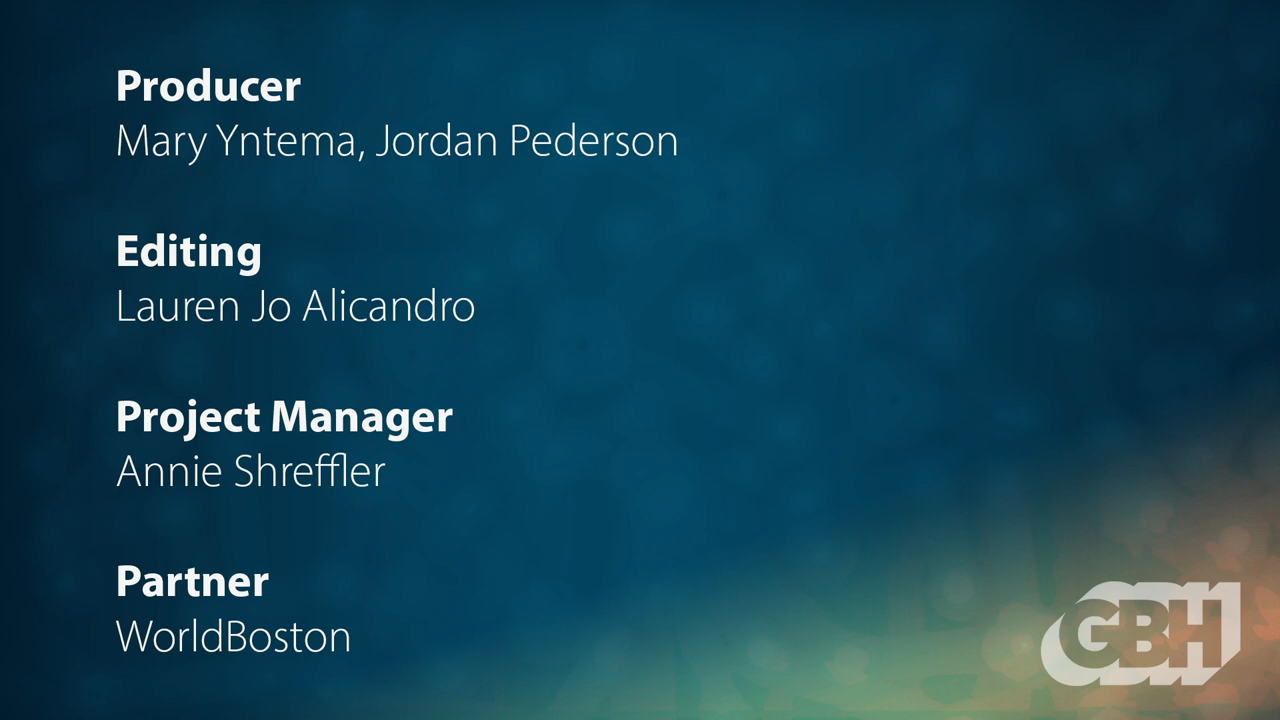 Producer
Mary Yntema, Jordan Pederson
Editing
Lauren Jo Alicandro
Project Manager
Annie Shreffler
Partner
WorldBoston
GBH